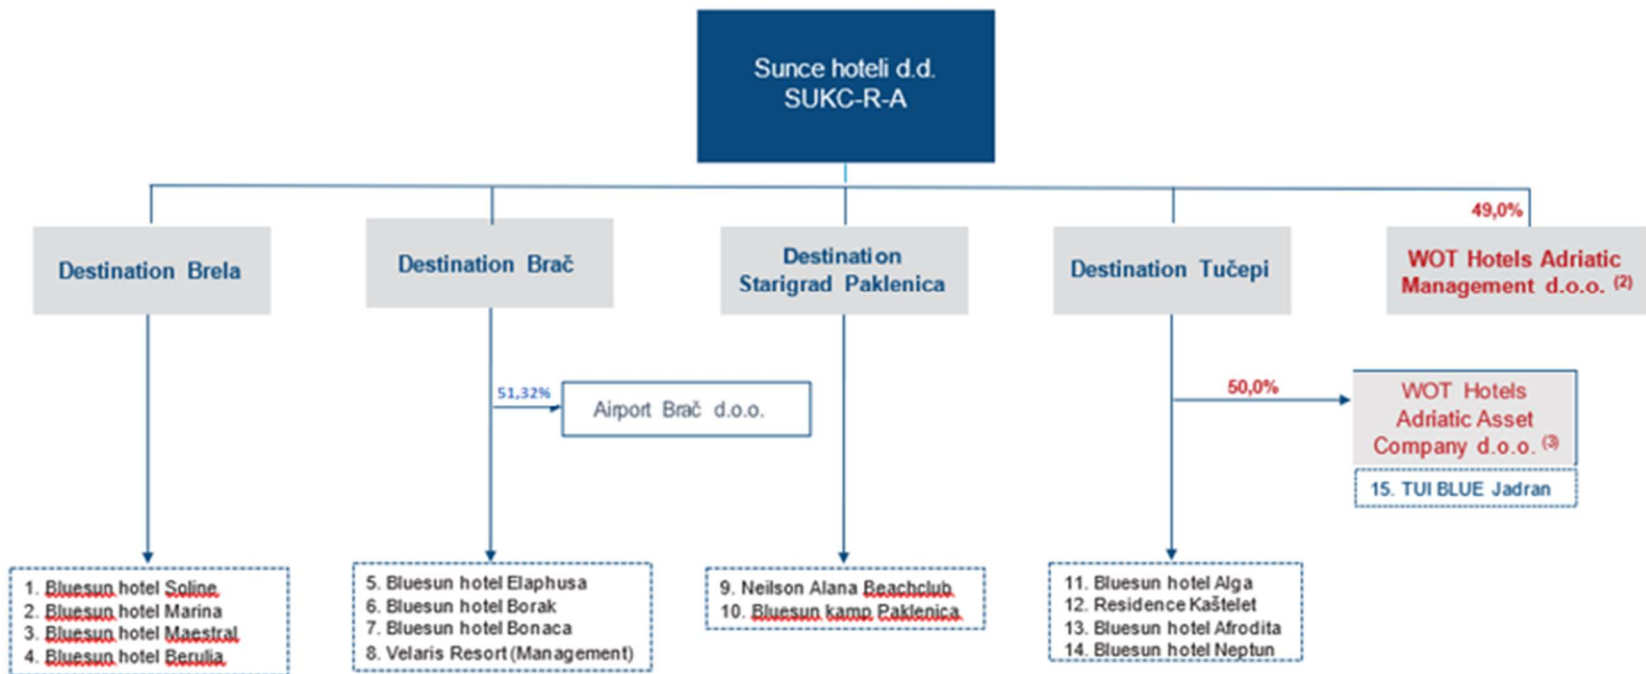 Sunce hoteli d.d.
SUKC-R-A
49,0%
Destination Brela
Destination Brač
Destination
Starigrad Paklenica
Destination Tučepi
WOT Hotels Adriatic
Management d.o.o. (2)
51,32%
Airport Brač d.o.o.
50,0%
WOT Hotels
Adriatic Asset
Company d.o.o. (3)
15. TUI BLUE Jadran
1. Bluesun hotel Soline
2. Bluesun hotel Marina
3. Bluesun hotel Maestral
4. Bluesun hotel Berulia
5. Bluesun hotel Elaphusa
6. Bluesun hotel Borak
7. Bluesun hotel Bonaca
8. Velaris Resort (Management)
9. Neilson Alana Beachclub
10. Bluesun kamp Paklenica
11. Bluesun hotel Alga
12. Residence Kaštelet
13. Bluesun hotel Afrodita
14. Bluesun hotel Neptun